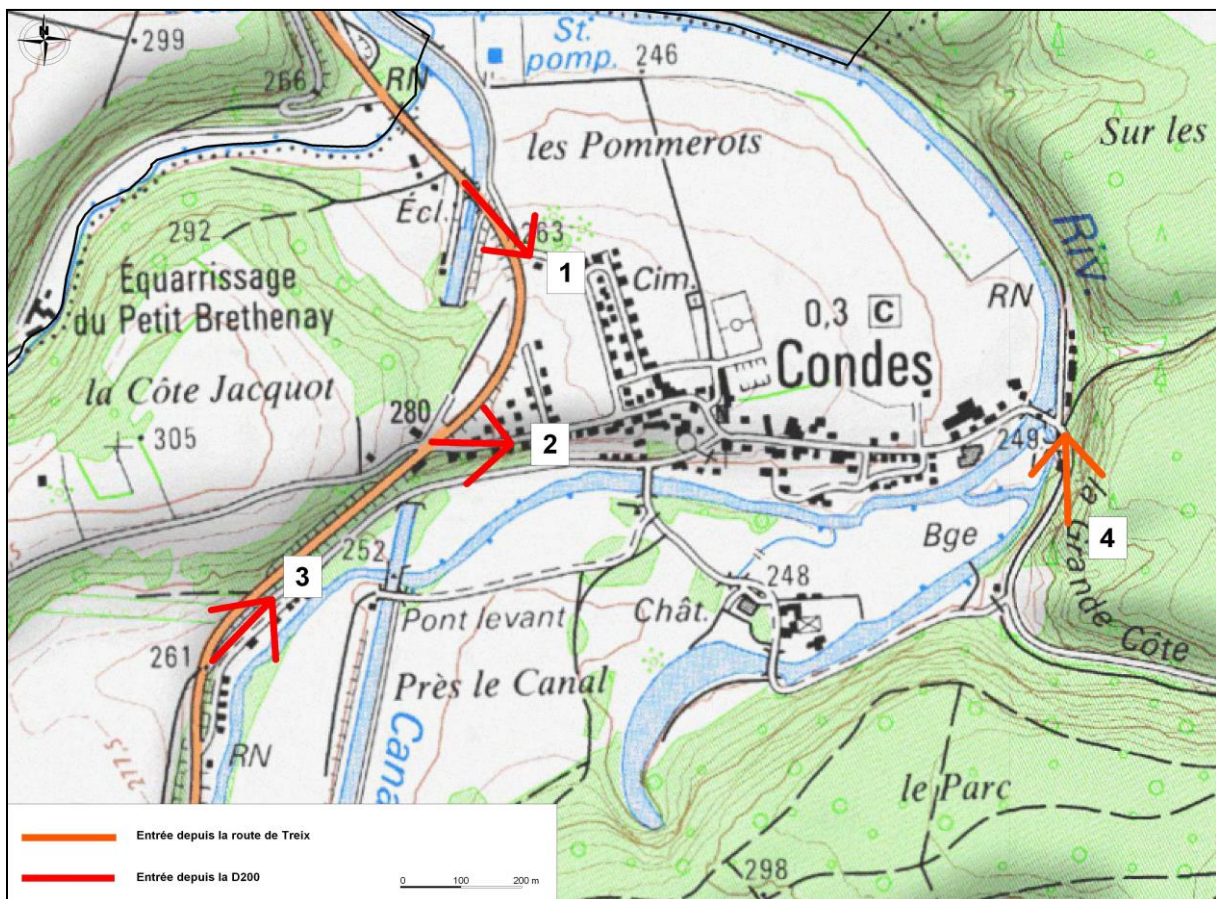 N
299
266
RN
St.
pomp.
246
les Pommerots
Sur les
Écl.
292
263
1
Cim.
RIV.
RN
Équarrissage
du Petit Brethenay
0,3 C
Condes
la Côte Jacquot
280
305
2
249
la Grande Côte
4
Bge
252
3
Pont levant
248
Chât.
261
Près le Canal
RN
277,5
Cana
le Parc
298
Entrée depuis la route de Treix
Entrée depuis la D200
0 100 200 m